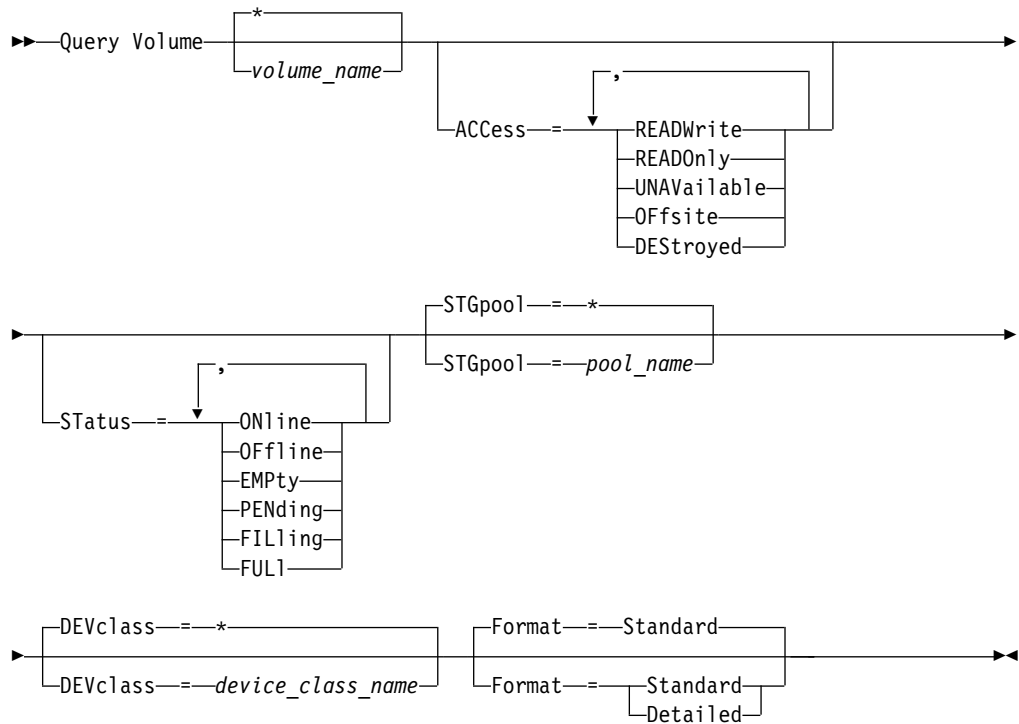 *
Query Volume
volume_name
,
ACCess = READWrite
READOnly
UNAVailable
OFfsite
DEStroyed
STGpool = *
STGpool = pool_name
,
STatus = ONline
OFfline
EMPty
PENding
FILling
FULl
DEVclass = *
DEVclass = device_class_name
Format = Standard
Format = Standard
Detailed